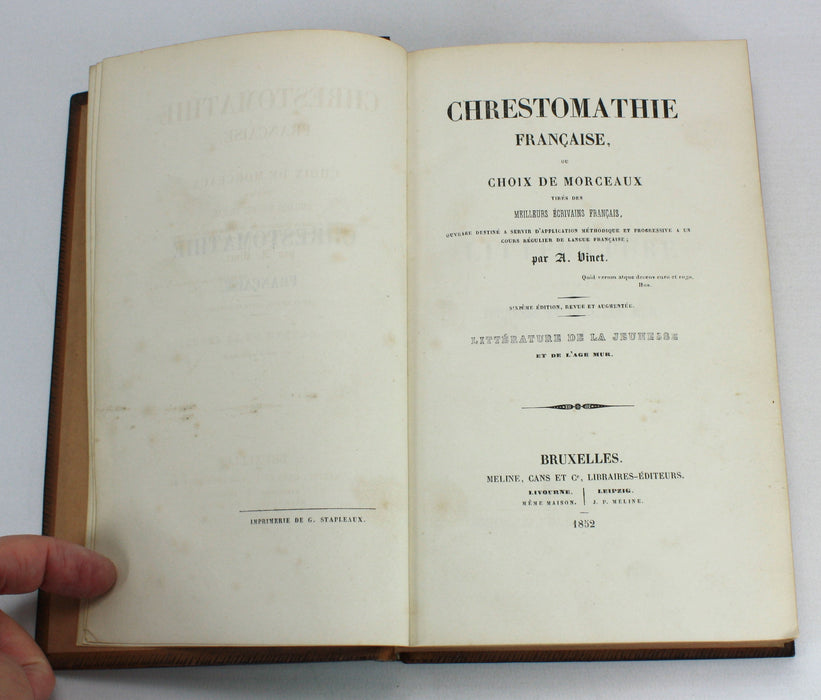 IMPRIMERIE DE G. STAPLEAUX.
CHRESTOMATHIE
FRANÇAISE,
OU
CHOIX DE MORCEAUX
TIRÉS DES
MEILLEURS ÉCRIVAINS FRANÇAIS,
OUVRAGE DESTINÉ A SERVIR D'APPLICATION MÉTHODIQUE ET PROGRESSIVE A UN
COURS RÉGULIER DE LANGUE FRANÇAISE;
par A. Vinet.
Quid verum atque decens curo et rogo.
Hor.
SIXIÈME ÉDITION, REVUE ET AUGMENTÉE.
LITTÉRATURE DE LA JEUNESSE
ET DE L'AGE MUR.
BRUXELLES.
MELINE, CANS ET Ce, LIBRAIRES-ÉDITEURS.
LIVOURNE. | LEIPZIG.
MÊME MAISON. | J. P. MELINE.
1852